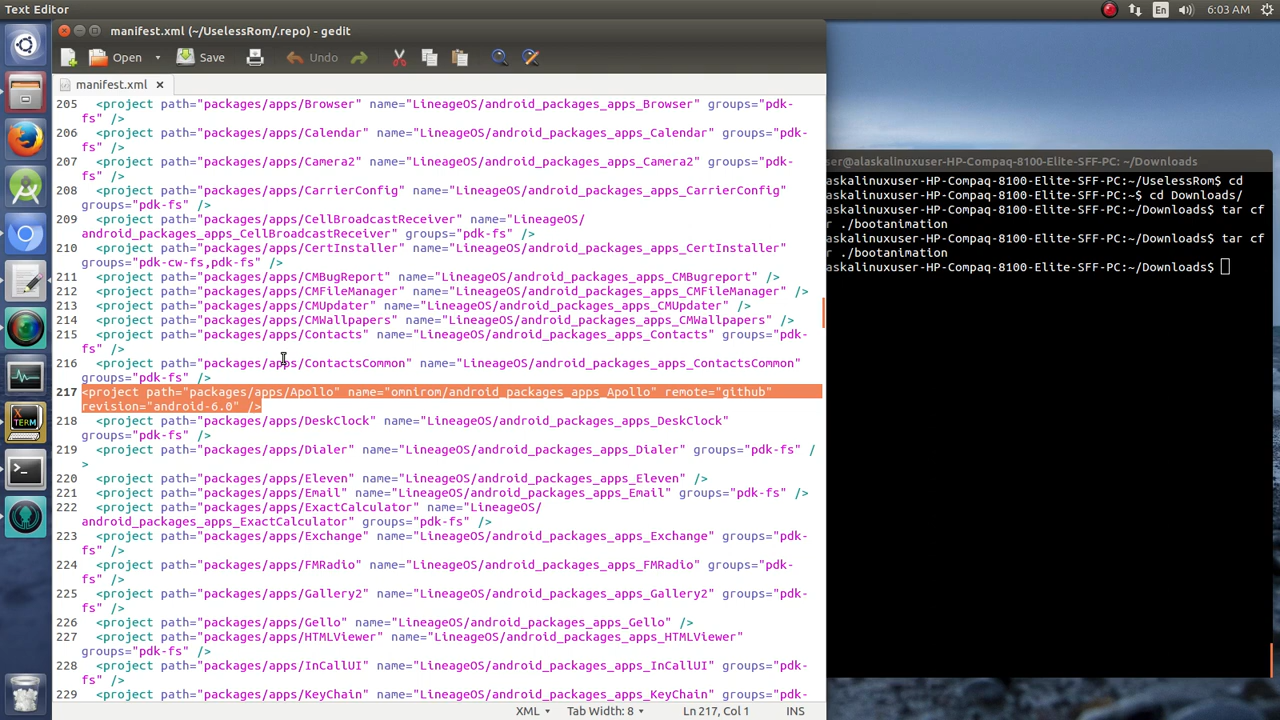 Text Editor
En
6:03 AM
manifest.xml (~/UselessRom/.repo) - gedit
Open
Save
Undo
manifest.xml
205 <project path="packages/apps/Browser" name="LineageOS/android_packages_apps_Browser" groups="pdk-
fs" />
206 <project path="packages/apps/Calendar" name="LineageOS/android_packages_apps_Calendar" groups="pdk-
fs" />
207 <project path="packages/apps/Camera2" name="LineageOS/android_packages_apps_Camera2" groups="pdk-
fs" />
208 <project path="packages/apps/CarrierConfig" name="LineageOS/android_packages_apps_CarrierConfig"
groups="pdk-fs" />
209 <project path="packages/apps/CellBroadcastReceiver" name="LineageOS/
android_packages_apps_CellBroadcastReceiver" groups="pdk-fs" />
210 <project path="packages/apps/CertInstaller" name="LineageOS/android_packages_apps_CertInstaller"
groups="pdk-cw-fs,pdk-fs" />
211 <project path="packages/apps/CMBugReport" name="LineageOS/android_packages_apps_CMBugreport" />
212 <project path="packages/apps/CMFileManager" name="LineageOS/android_packages_apps_CMFileManager" />
213 <project path="packages/apps/CMUpdater" name="LineageOS/android_packages_apps_CMUpdater" />
214 <project path="packages/apps/CMWallpapers" name="LineageOS/android_packages_apps_CMWallpapers" />
215 <project path="packages/apps/Contacts" name="LineageOS/android_packages_apps_Contacts" groups="pdk-
fs" />
216 <project path="packages/apps/ContactsCommon" name="LineageOS/android_packages_apps_ContactsCommon"
groups="pdk-fs" />
217 <project path="packages/apps/Apollo" name="omnirom/android_packages_apps_Apollo" remote="github"
revision="android-6.0" />
218 <project path="packages/apps/DeskClock" name="LineageOS/android_packages_apps_DeskClock"
groups="pdk-fs" />
219 <project path="packages/apps/Dialer" name="LineageOS/android_packages_apps_Dialer" groups="pdk-fs" /
>
220 <project path="packages/apps/Eleven" name="LineageOS/android_packages_apps_Eleven" />
221 <project path="packages/apps/Email" name="LineageOS/android_packages_apps_Email" groups="pdk-fs" />
222 <project path="packages/apps/ExactCalculator" name="LineageOS/
android_packages_apps_ExactCalculator" groups="pdk-fs" />
223 <project path="packages/apps/Exchange" name="LineageOS/android_packages_apps_Exchange" groups="pdk-
fs" />
224 <project path="packages/apps/FMRadio" name="LineageOS/android_packages_apps_FMRadio" groups="pdk-
fs" />
225 <project path="packages/apps/Gallery2" name="LineageOS/android_packages_apps_Gallery2" groups="pdk-
fs" />
226 <project path="packages/apps/Gello" name="LineageOS/android_packages_apps_Gello" />
227 <project path="packages/apps/HTMLViewer" name="LineageOS/android_packages_apps_HTMLViewer"
groups="pdk-fs" />
228 <project path="packages/apps/InCallUI" name="LineageOS/android_packages_apps_InCallUI" groups="pdk-
fs" />
229 <project path="packages/apps/KeyChain" name="LineageOS/android_packages_apps_KeyChain" groups="pdk-
XML
Tab Width: 8
Ln 217, Col 1
INS
ser@alaskalinuxuser-HP-Compaq-8100-Elite-SFF-PC: ~/Downloads
askalinuxuser-HP-Compaq-8100-Elite-SFF-PC:~/UselessRom$ cd
askalinuxuser-HP-Compaq-8100-Elite-SFF-PC:~$ cd Downloads/
askalinuxuser-HP-Compaq-8100-Elite-SFF-PC:~/Downloads$ tar cf
r ./bootanimation
askalinuxuser-HP-Compaq-8100-Elite-SFF-PC:~/Downloads$ tar cf
r ./bootanimation
askalinuxuser-HP-Compaq-8100-Elite-SFF-PC:~/Downloads$
X
TERM